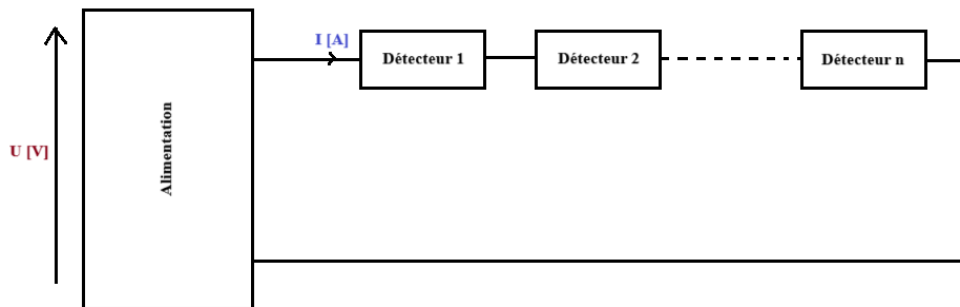 I [A]
Détecteur 1
Détecteur 2
Détecteur n
U [V]
Alimentation